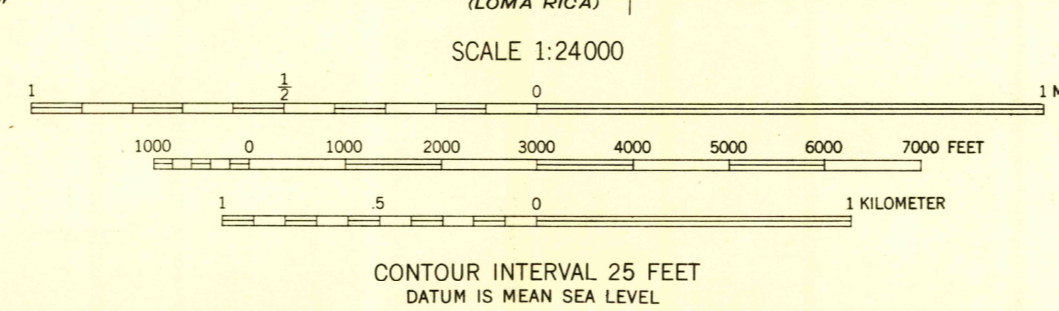 (LOMA RICA)
SCALE 1:24000
1 1/2 0 1
1000 0 1000 2000 3000 4000 5000 6000 7000 FEET
1 .5 0 1 KILOMETER
CONTOUR INTERVAL 25 FEET
DATUM IS MEAN SEA LEVEL